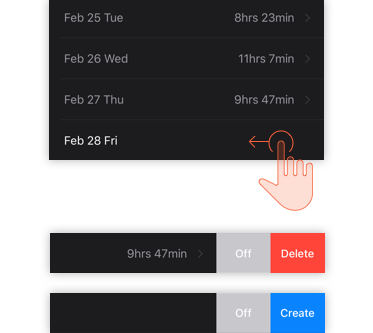 Feb 25 Tue 8hrs 23min
Feb 26 Wed 11hrs 7min
Feb 27 Thu 9hrs 47min
Feb 28 Fri
9hrs 47min Off Delete
Off Create